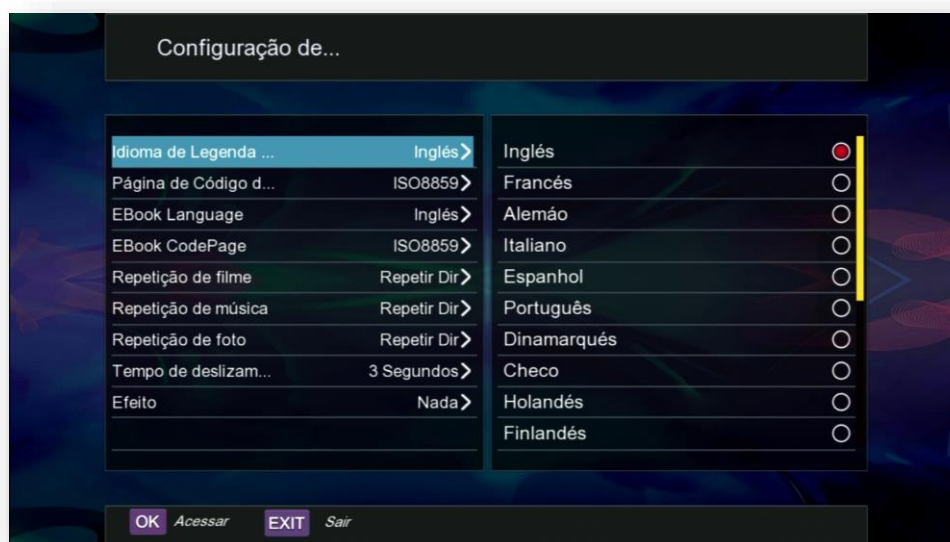 Configuração de...
Idioma de Legenda ... Inglés
Página de Código d... ISO8859
EBook Language Inglés
EBook CodePage ISO8859
Repetição de filme Repetir Dir
Repetição de música Repetir Dir
Repetição de foto Repetir Dir
Tempo de deslizam... 3 Segundos
Efeito Nada
Inglés
Francés
Alemáo
Italiano
Espanhol
Português
Dinamarqués
Checo
Holandés
Finlandés
OK Acessar EXIT Sair